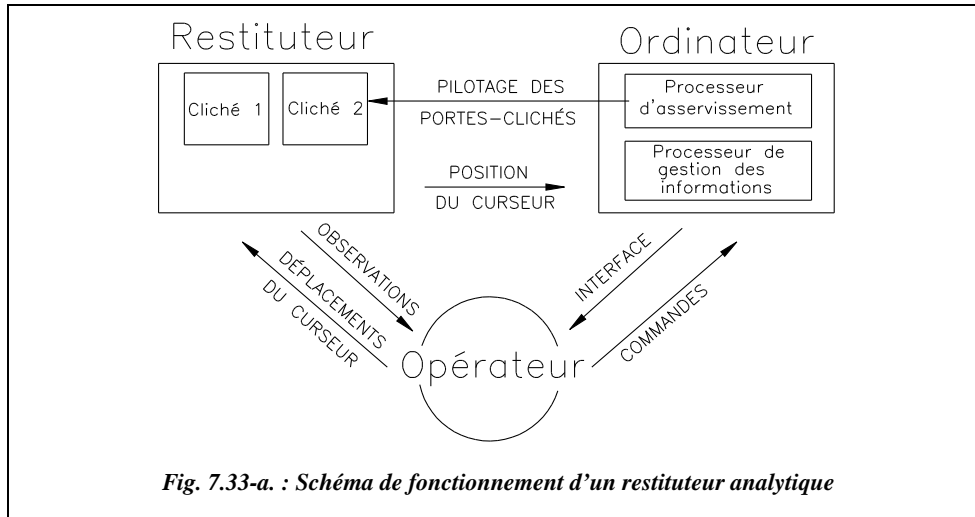 Restituteur
Ordinateur
Cliché 1
Cliché 2
PILOTAGE DES
PORTES-CLICHÉS
Processeur
d'asservissement
Processeur de
gestion des
informations
POSITION
DU CURSEUR
OBSERVATIONS
DÉPLACEMENTS
DU CURSEUR
INTERFACE
COMMANDES
Opérateur
Fig. 7.33-a. : Schéma de fonctionnement d'un restituteur analytique